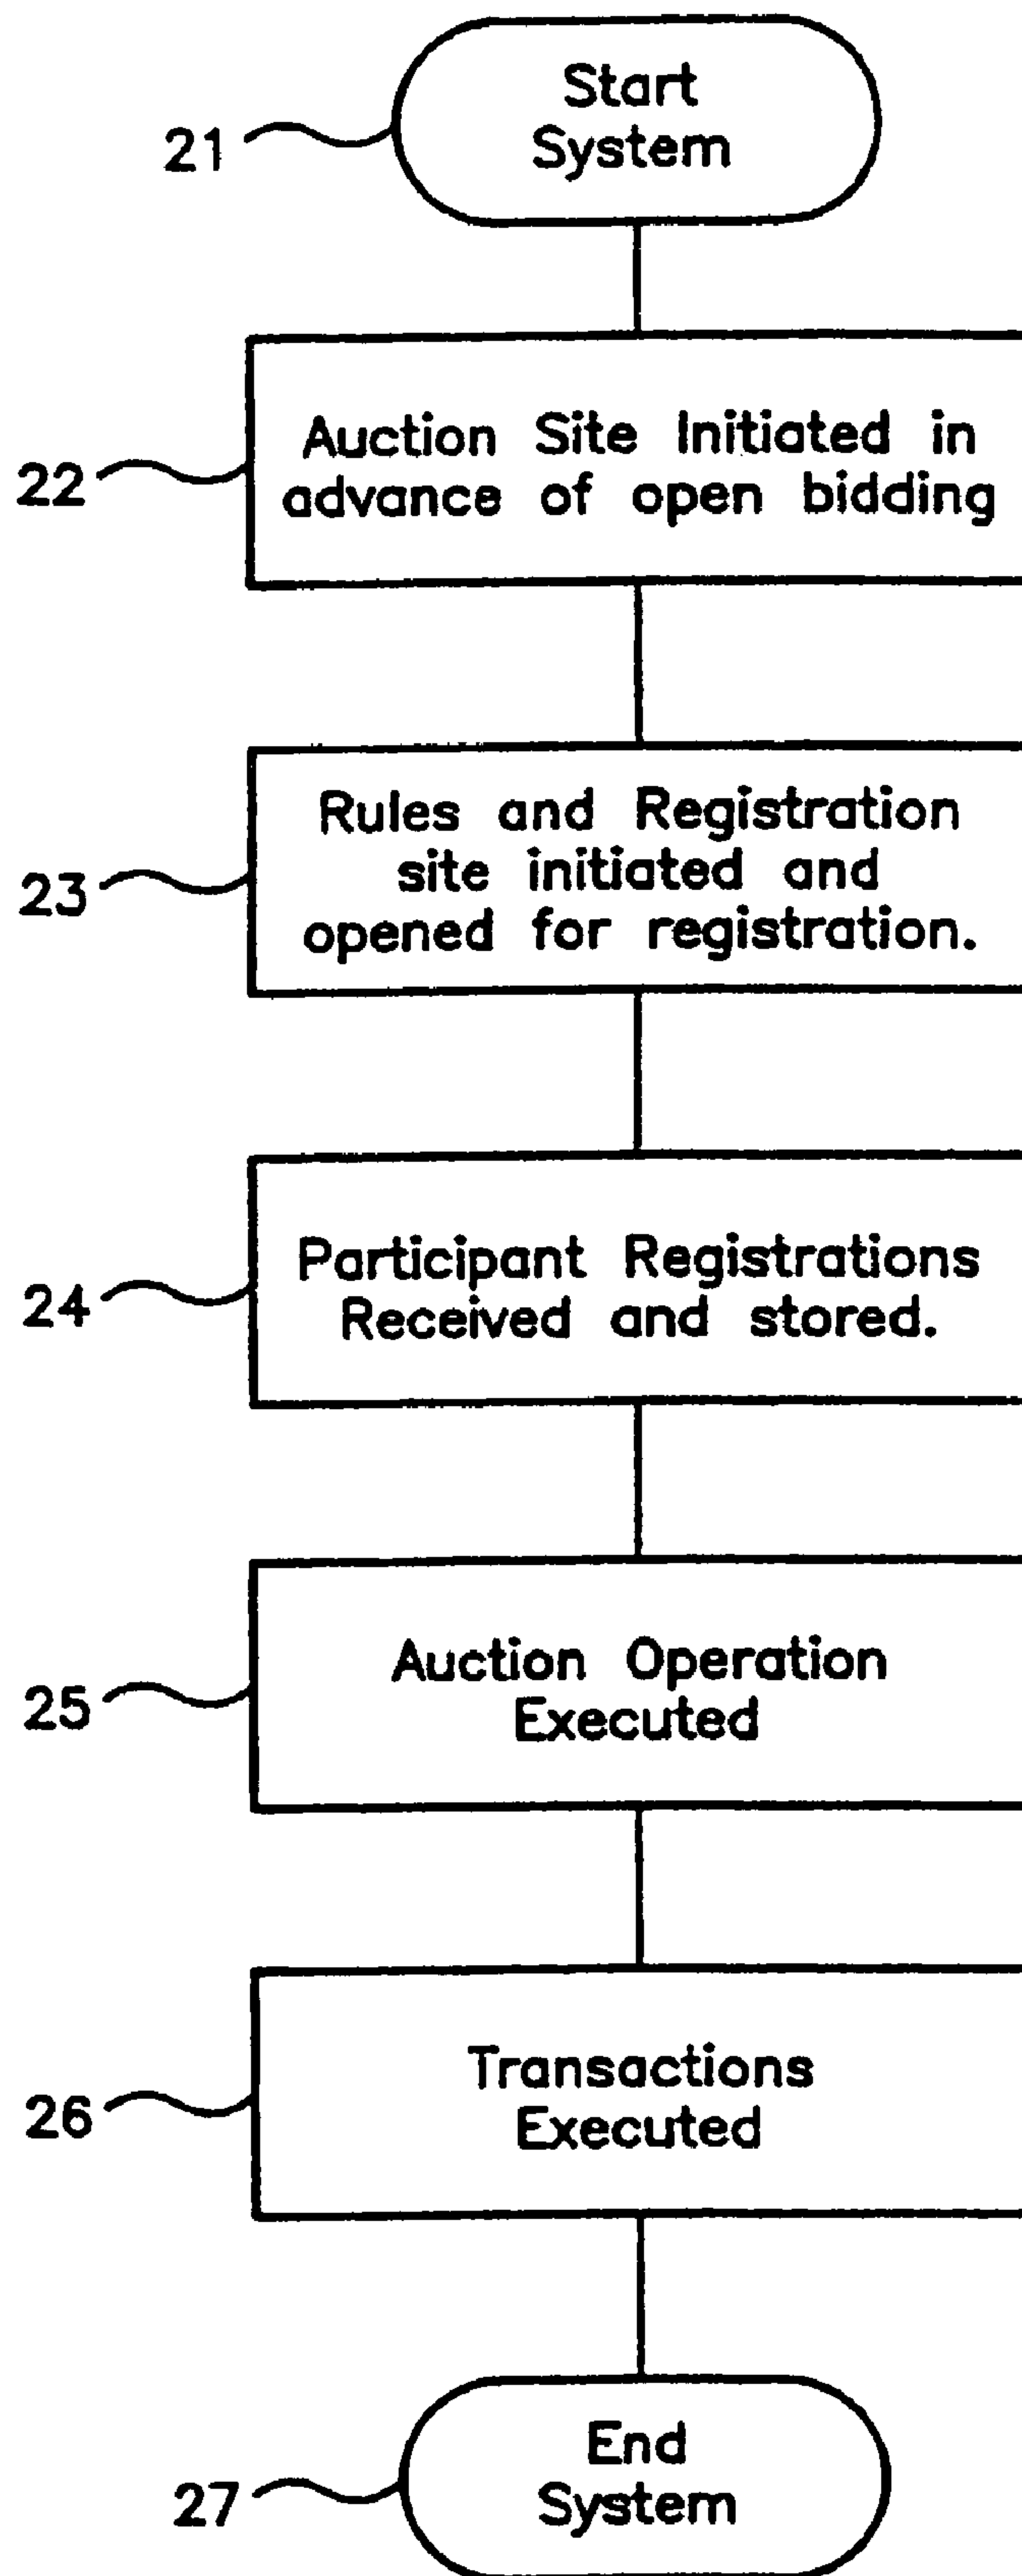 21
Start
System
22
Auction Site Initiated in
advance of open bidding
23
Rules and Registration
site initiated and
opened for registration.
24
Participant Registrations
Received and stored.
25
Auction Operation
Executed
26
Transactions
Executed
27
End
System